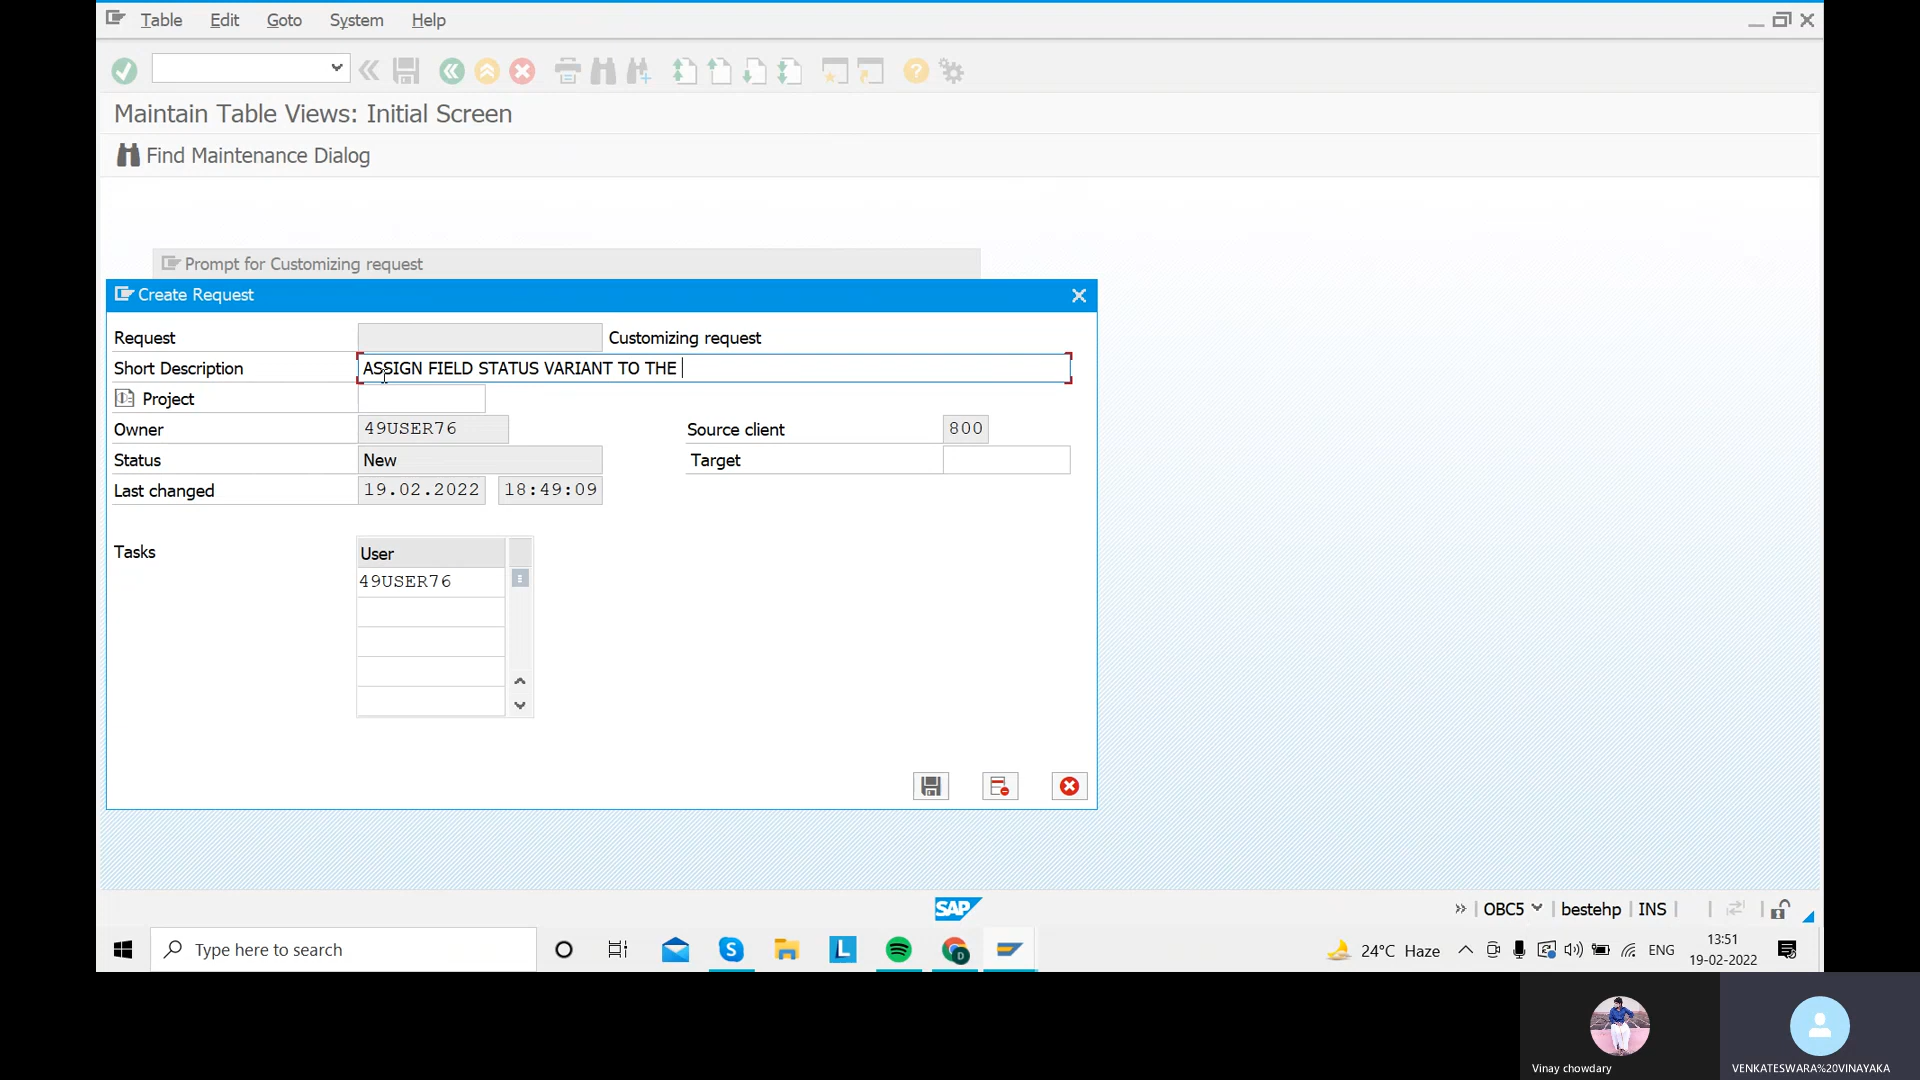 Table Edit Goto System Help
Maintain Table Views: Initial Screen
Find Maintenance Dialog
Prompt for Customizing request
Create Request
Request Customizing request
Short Description ASSIGN FIELD STATUS VARIANT TO THE
Project
Owner 49USER76 Source client 800
Status New Target
Last changed 19.02.2022 18:49:09
Tasks User
49USER76
SAP OBC5 bestehp INS
Type here to search
24°C Haze ENG 13:51
19-02-2022
Vinay chowdary VENKATESWARA%20VINAYAKA